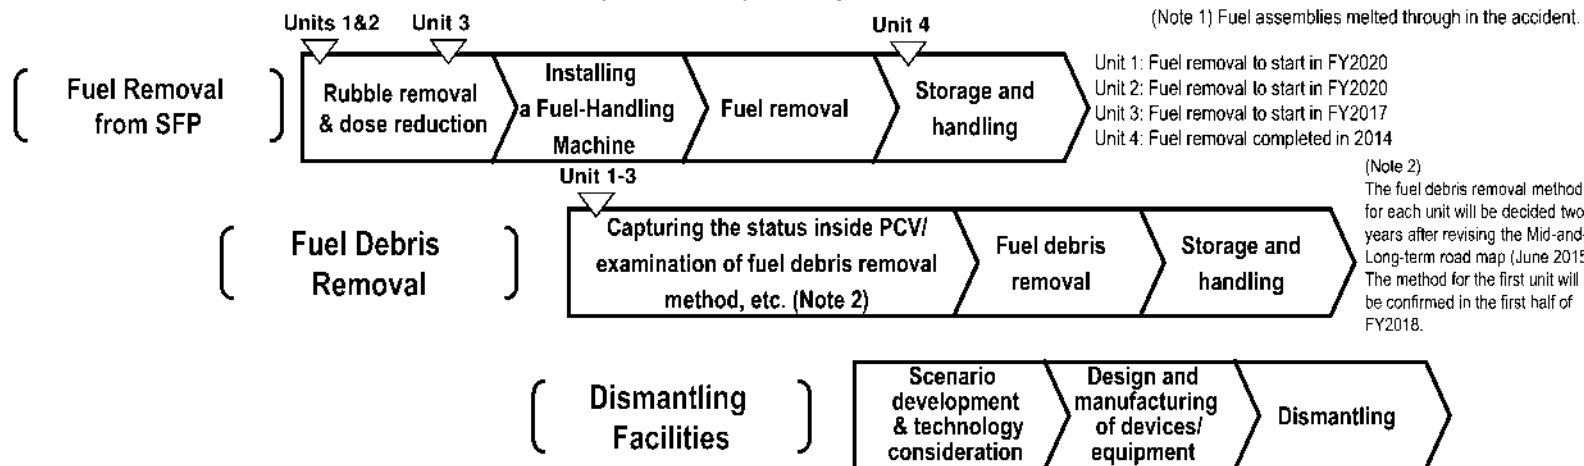 (Note 1) Fuel assemblies melted through in the accident.
Units 1&2
Unit 3
Unit 4
Fuel Removal
from SFP
Rubble removal
& dose reduction
Installing
a Fuel-Handling
Machine
Fuel removal
Storage and
handling
Unit 1: Fuel removal to start in FY2020
Unit 2: Fuel removal to start in FY2020
Unit 3: Fuel removal to start in FY2017
Unit 4: Fuel removal completed in 2014
Unit 1-3
Fuel Debris
Removal
Capturing the status inside PCV/
examination of fuel debris removal
method, etc. (Note 2)
Fuel debris
removal
Storage and
handling
(Note 2)
The fuel debris removal method
for each unit will be decided two
years after revising the Mid-and-
Long-term road map (June 2015
The method for the first unit will
be confirmed in the first half of
FY2018.
Dismantling
Facilities
Scenario
development
& technology
consideration
Design and
manufacturing
of devices/
equipment
Dismantling